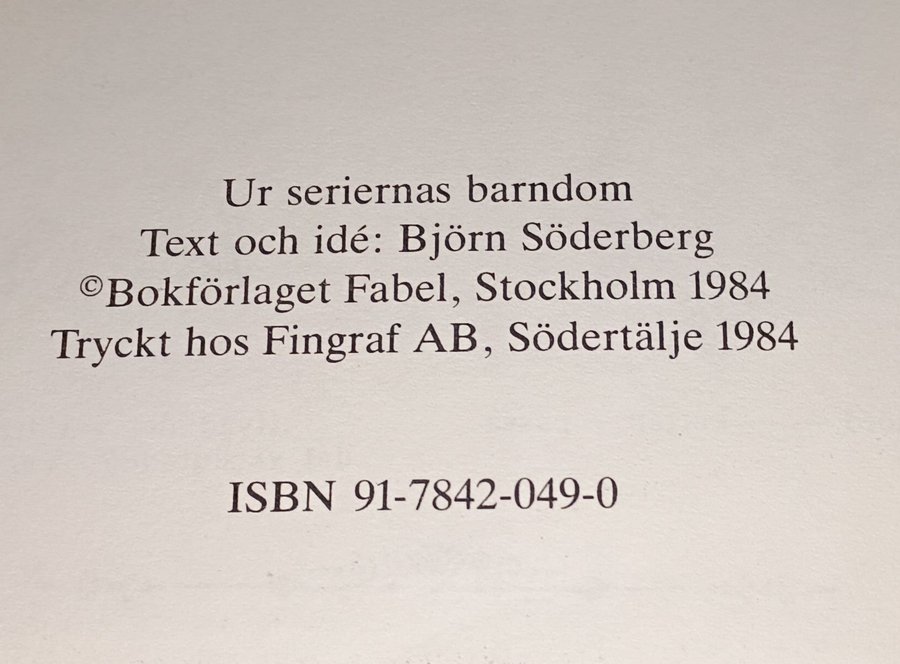 Ur seriernas barndom
Text och idé: Björn Söderberg
©Bokförlaget Fabel, Stockholm 1984
Tryckt hos Fingraf AB, Södertälje 1984
ISBN 91-7842-049-0